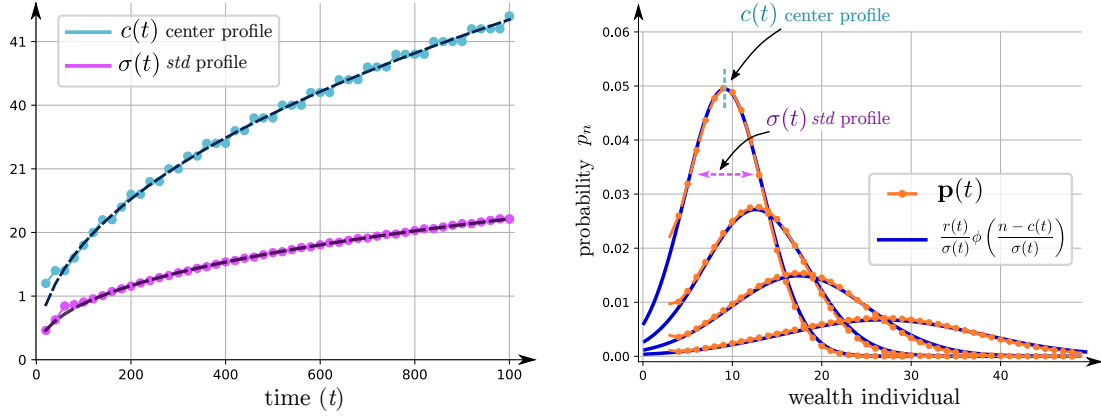 41
40
21
20
1
0
0
200
400
600
800
100
time (t)
c(t) center profile
σ(t) std profile
c(t) center profile
σ(t) std profile
0.06
0.05
0.04
0.03
0.02
0.01
0.00
probability pₙ
0
10
20
30
40
wealth individual
p(t)
r(t)/σ(t) ϕ((n − c(t))/σ(t))